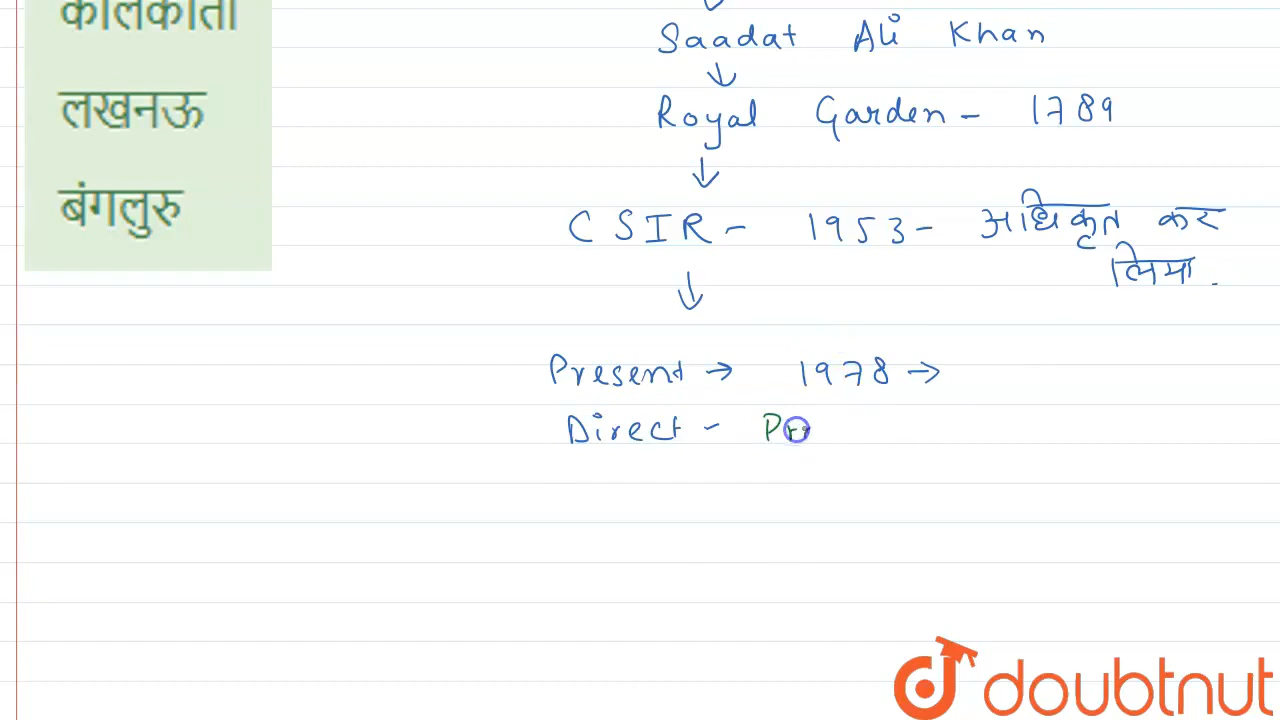 कोलकाता
लखनऊ
बंगलुरु
Saadat Ali Khan
Royal Garden - 1789
CSIR - 1953 - अधिकृत कर
लिया.
Present → 1978 →
Direct -
doubtnut